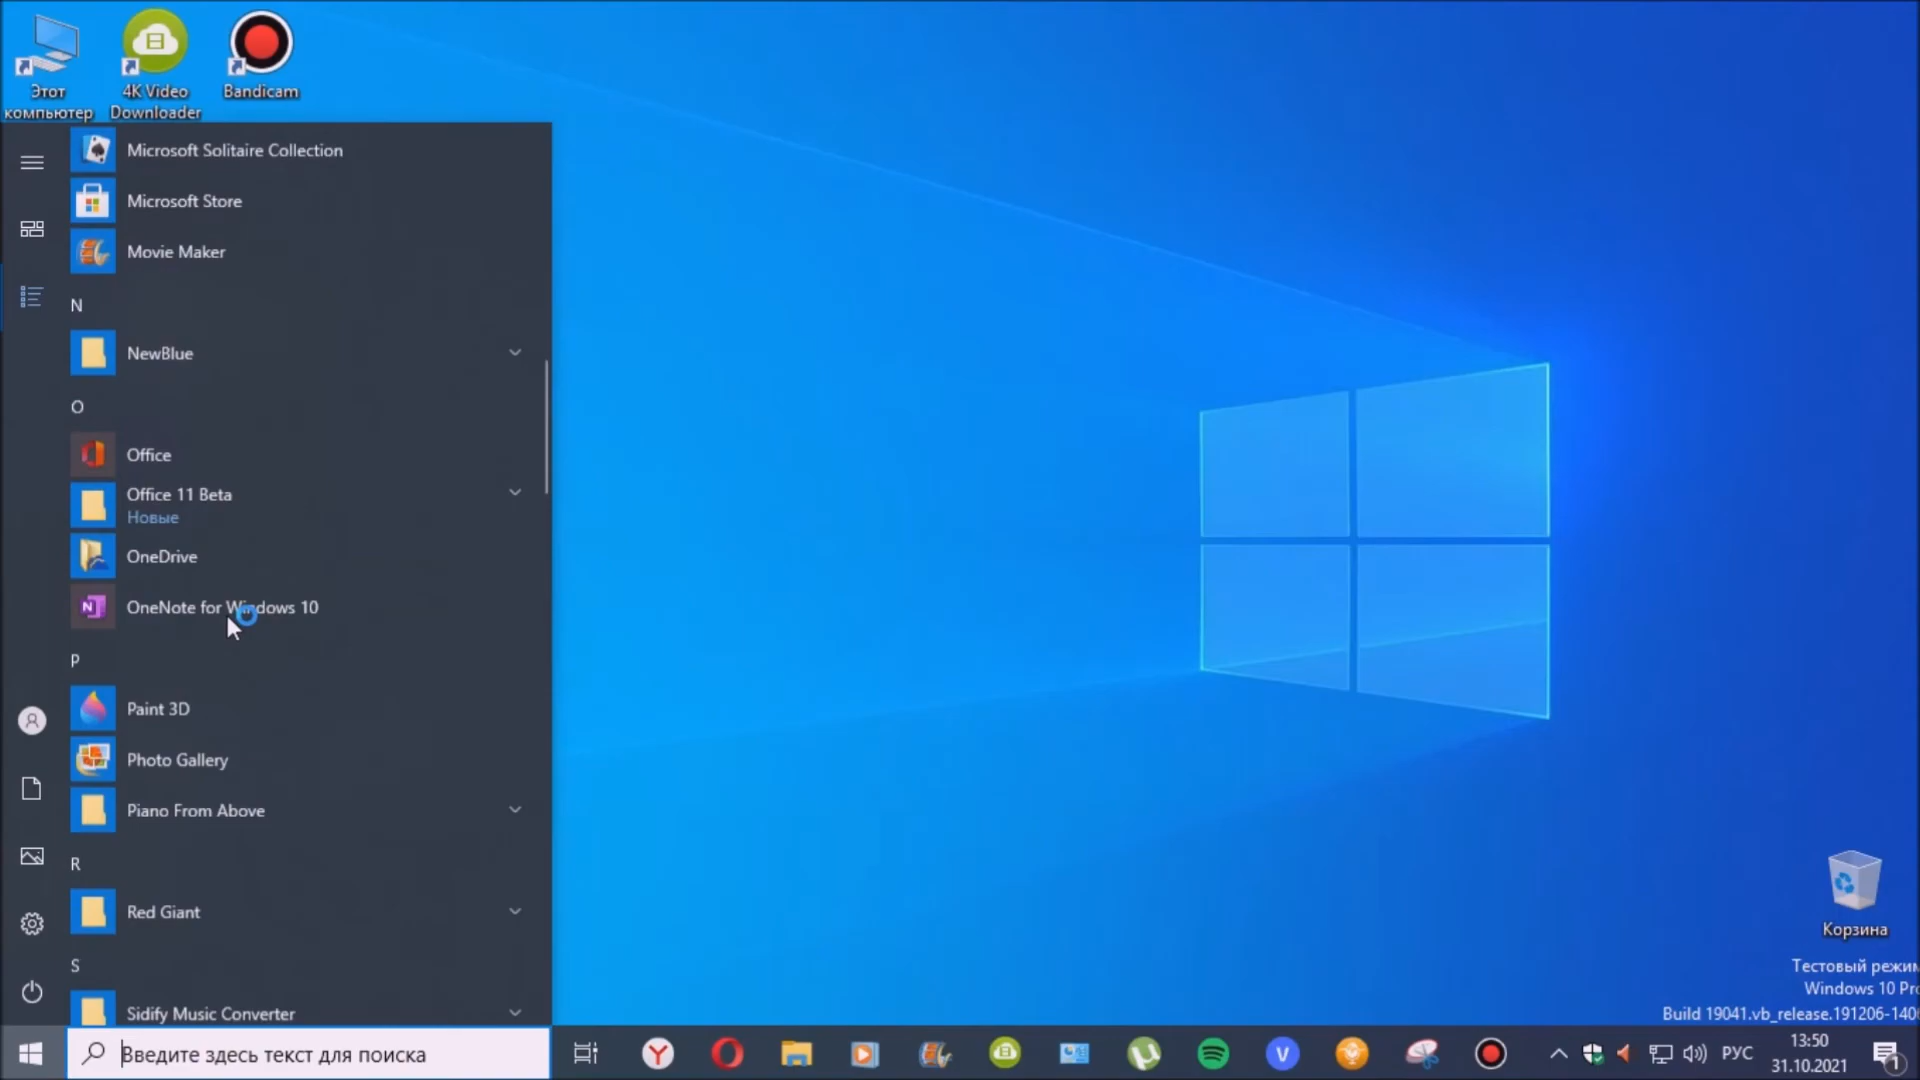 Этот
компьютер
4K Video
Downloader
Bandicam
Microsoft Solitaire Collection
Microsoft Store
Movie Maker
N
NewBlue
O
Office
Office 11 Beta
Новые
OneDrive
OneNote for Windows 10
P
Paint 3D
Photo Gallery
Piano From Above
R
Red Giant
S
Sidify Music Converter
Корзина
Тестовый режим
Windows 10 Pro
Build 19041.vb_release.191206-1406
Введите здесь текст для поиска
РУС
13:50
31.10.2021
1